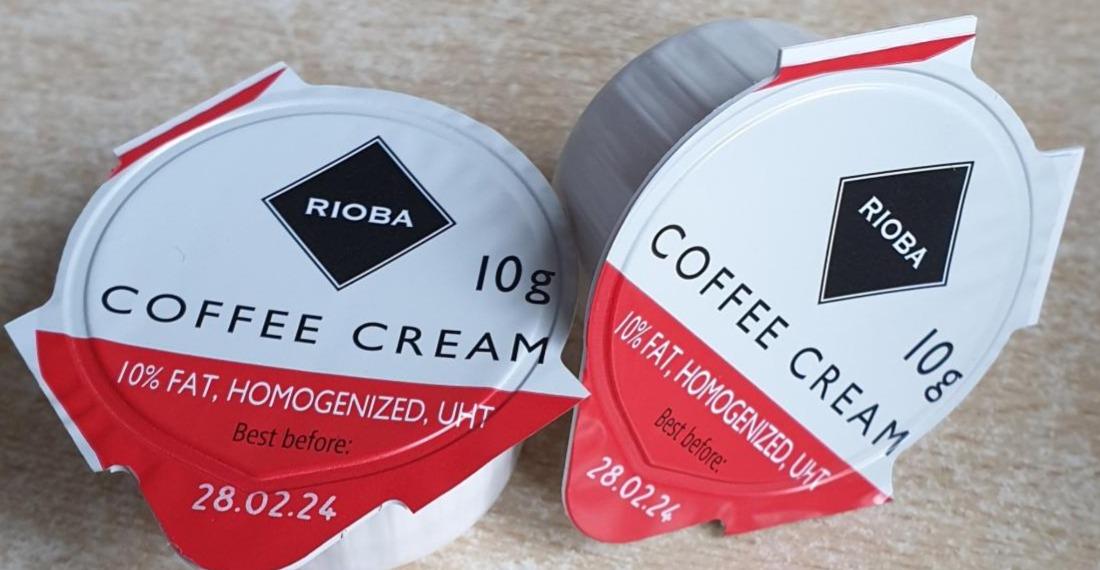 RIOBA
10g
COFFEE CREAM
10% FAT, HOMOGENIZED, UHT
Best before:
28.02.24
RIOBA
10g
COFFEE CREAM
10% FAT, HOMOGENIZED, UHT
Best before:
28.02.24